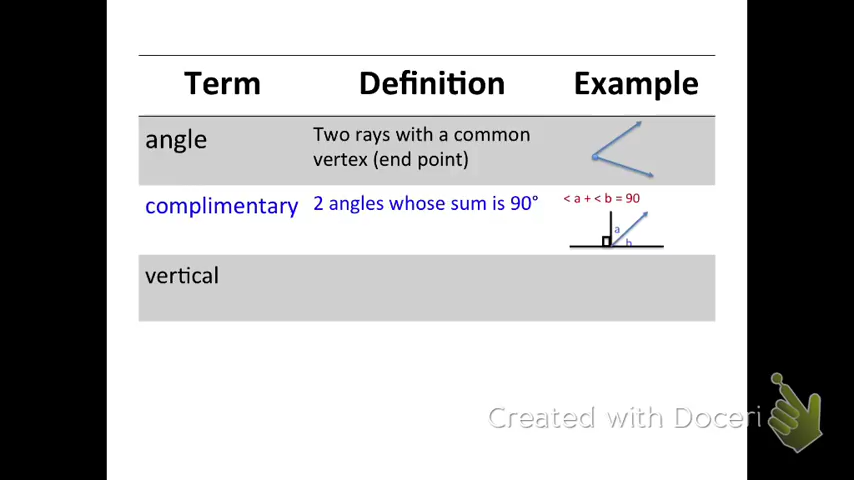 Term Definition Example
angle Two rays with a common
vertex (end point)
complimentary 2 angles whose sum is 90° < a + < b = 90
a
b
vertical
Created with Doceri